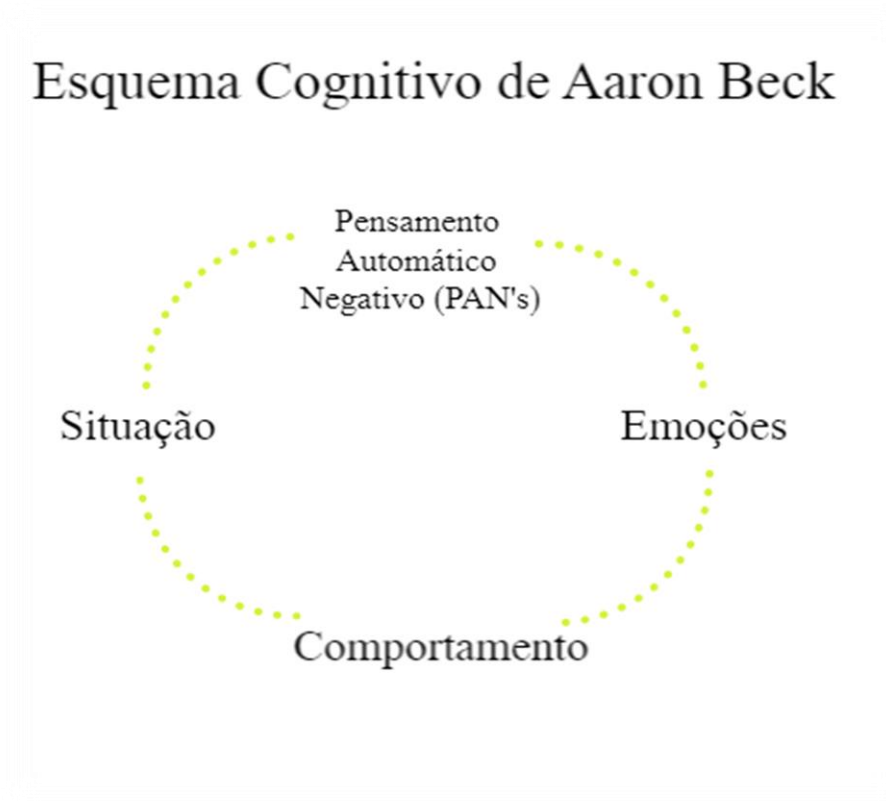 Esquema Cognitivo de Aaron Beck
Pensamento
Automático
Negativo (PAN's)
Situação
Emoções
Comportamento